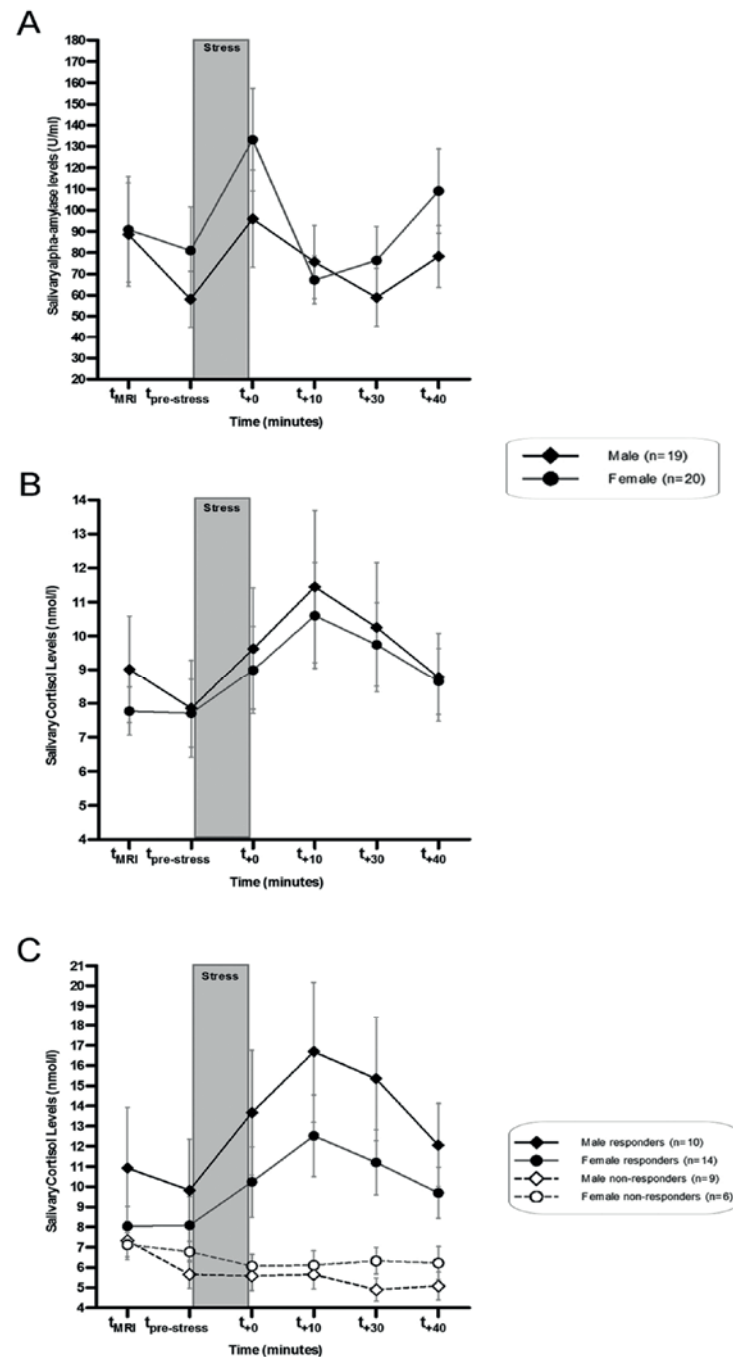 A
Salivary alpha-amylase levels (U/ml)
180
170
160
150
140
130
120
110
100
90
80
70
60
50
40
30
20
Stress
tMRI tpre-stress t+0 t+10 t+30 t+40
Time (minutes)
Male (n=19)
Female (n=20)
B
Salivary Cortisol Levels (nmol/l)
14
13
12
11
10
9
8
7
6
5
4
Stress
tMRI tpre-stress t+0 t+10 t+30 t+40
Time (minutes)
C
Salivary Cortisol Levels (nmol/l)
21
20
19
18
17
16
15
14
13
12
11
10
9
8
7
6
5
4
Stress
tMRI tpre-stress t+0 t+10 t+30 t+40
Time (minutes)
Male responders (n=10)
Female responders (n=14)
Male non-responders (n=9)
Female non-responders (n=6)